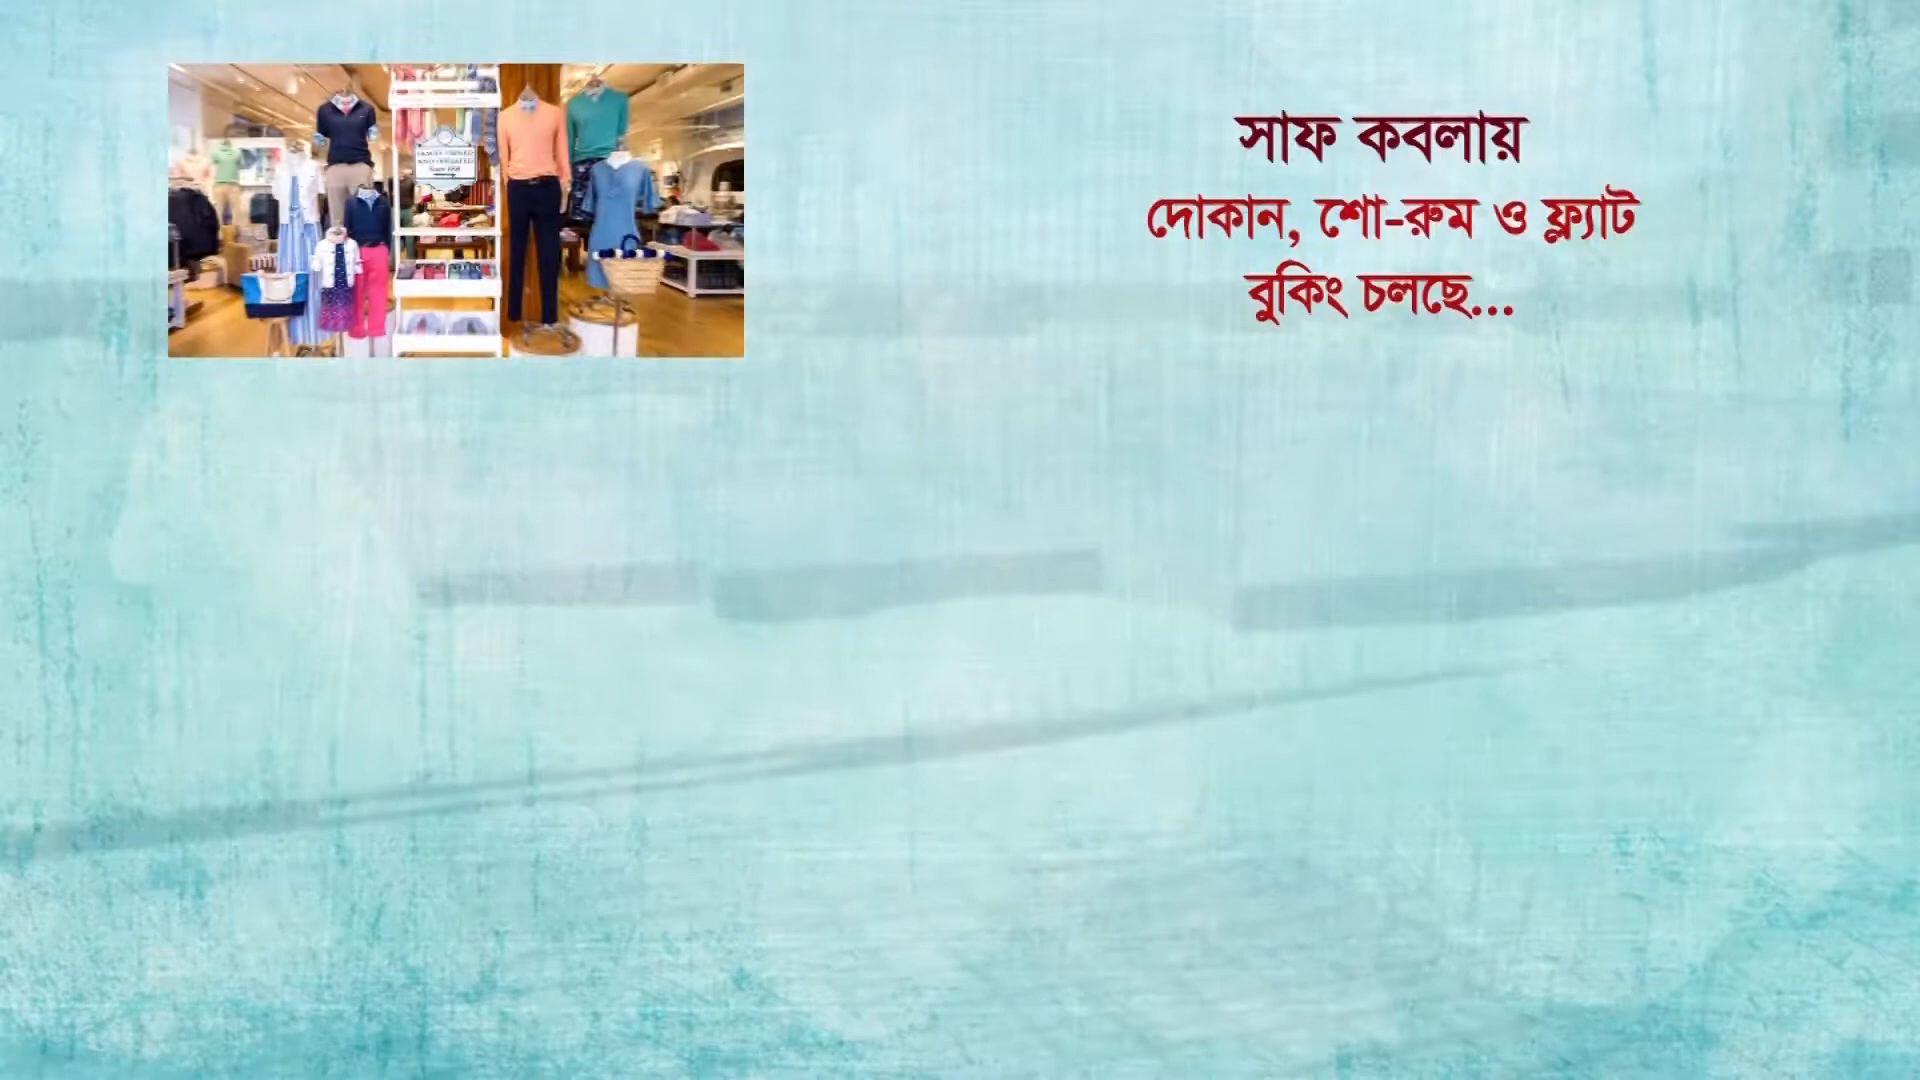 সাফ কবলায়
দোকান, শো-রুম ও ফ্ল্যাট
বুকিং চলছে...